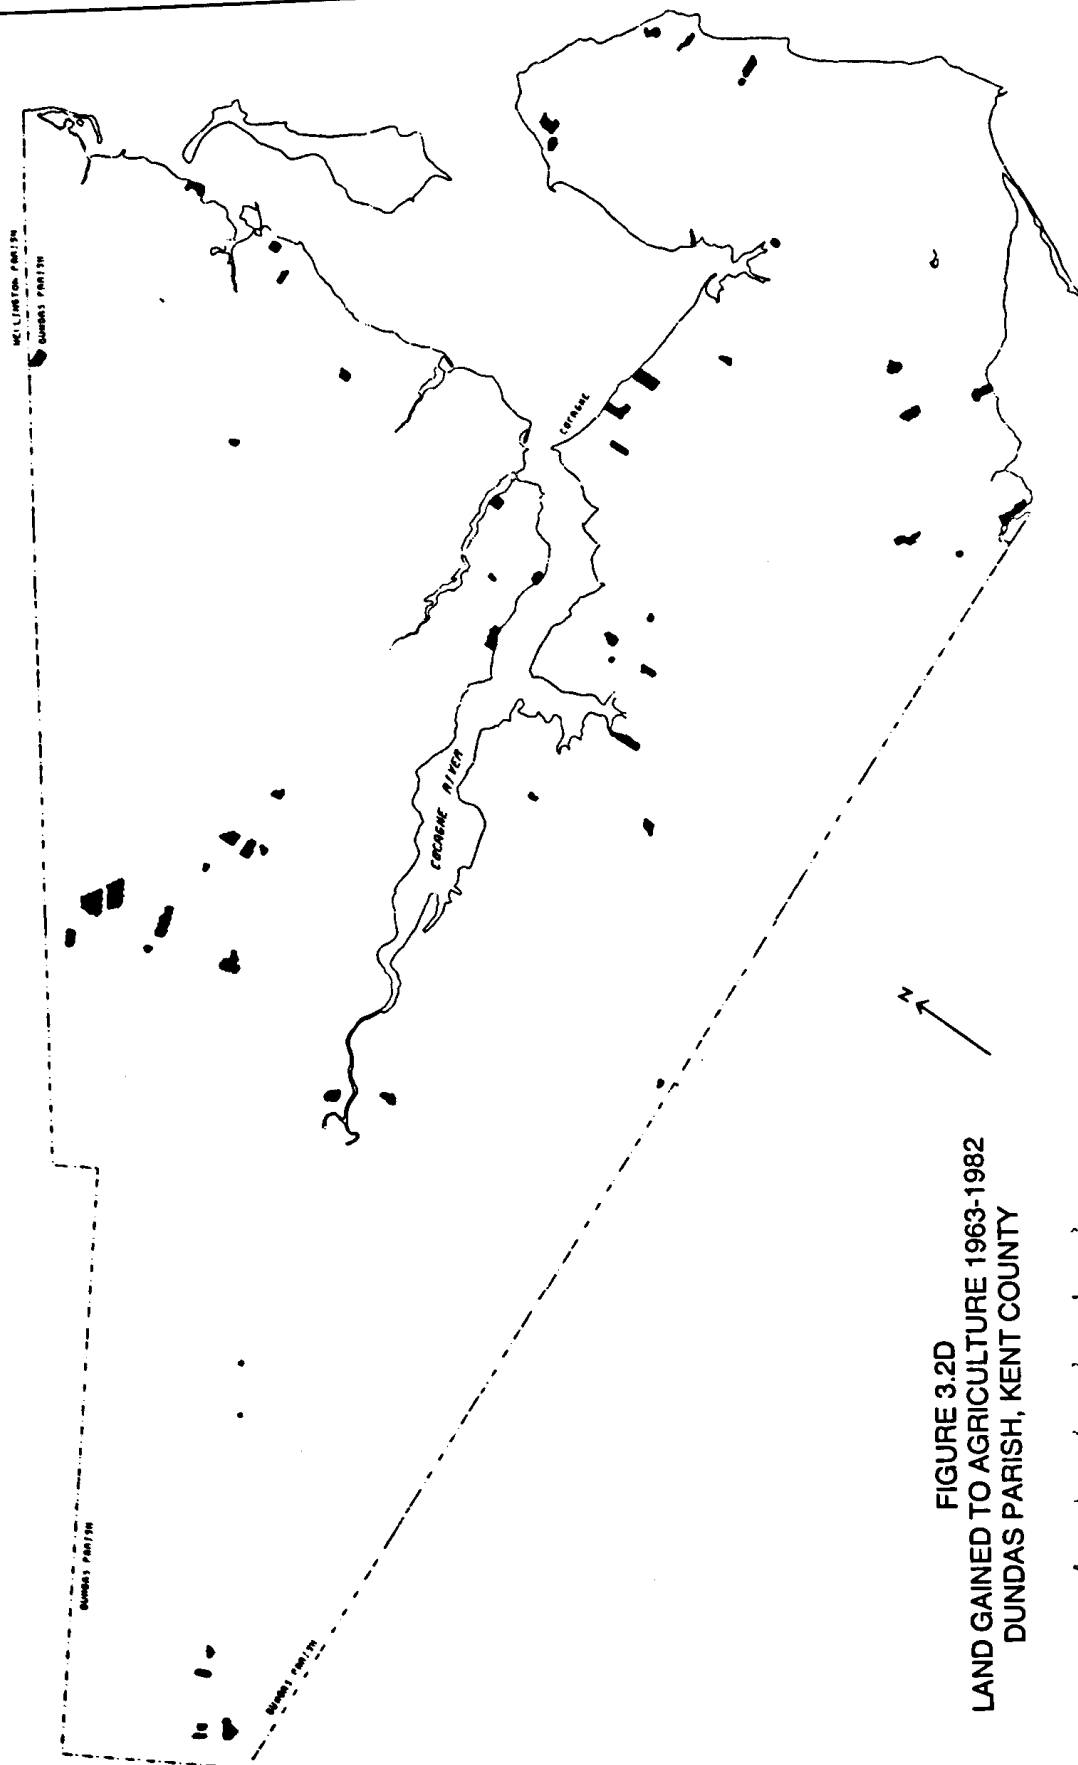 WELLINGTON PARISH
DUNDAS PARISH
COCAGNE
COCAGNE RIVER
DUNDAS PARISH
DUNDAS PARISH
N
FIGURE 3.2D
LAND GAINED TO AGRICULTURE 1963-1982
DUNDAS PARISH, KENT COUNTY